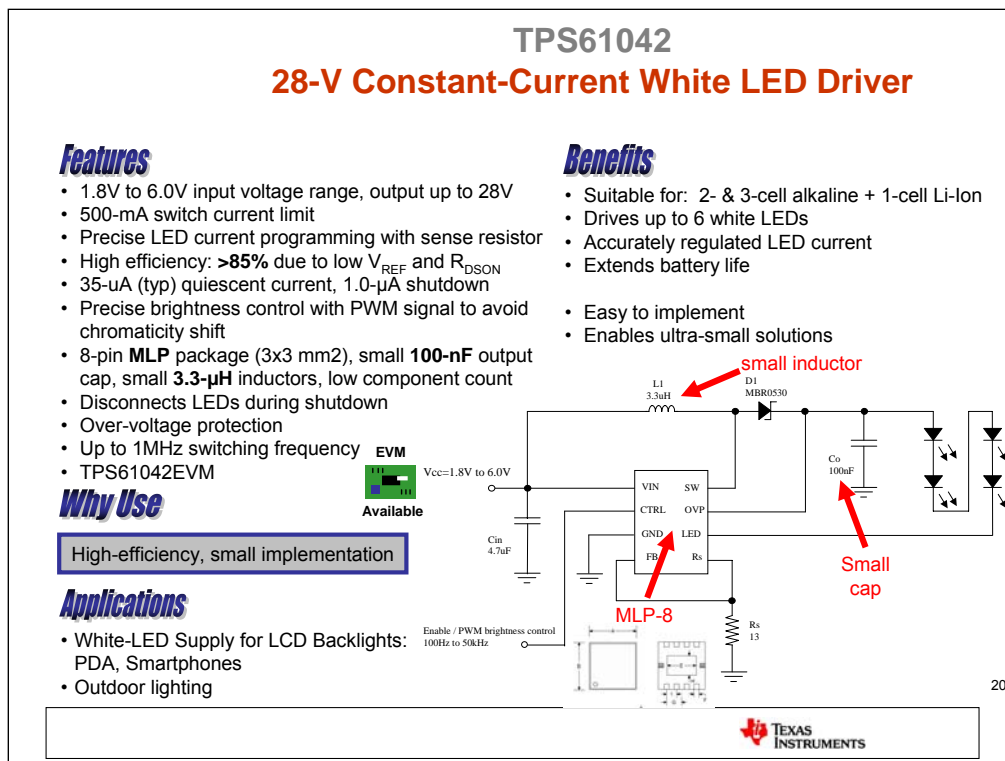 TPS61042
28-V Constant-Current White LED Driver
Features
• 1.8V to 6.0V input voltage range, output up to 28V
• 500-mA switch current limit
• Precise LED current programming with sense resistor
• High efficiency: >85% due to low VREF and RDSON
• 35-uA (typ) quiescent current, 1.0-µA shutdown
• Precise brightness control with PWM signal to avoid
chromaticity shift
• 8-pin MLP package (3x3 mm2), small 100-nF output
cap, small 3.3-µH inductors, low component count
• Disconnects LEDs during shutdown
• Over-voltage protection
• Up to 1MHz switching frequency
• TPS61042EVM
EVM
Available
Why Use
High-efficiency, small implementation
Applications
• White-LED Supply for LCD Backlights:
PDA, Smartphones
• Outdoor lighting
Benefits
• Suitable for: 2- & 3-cell alkaline + 1-cell Li-Ion
• Drives up to 6 white LEDs
• Accurately regulated LED current
• Extends battery life
• Easy to implement
• Enables ultra-small solutions
small inductor
L1
3.3uH
D1
MBR0530
Vcc=1.8V to 6.0V
Cin
4.7uF
VIN
SW
CTRL
OVP
GND
LED
FB
Rs
Co
100nF
Small
cap
MLP-8
Rs
13
Enable / PWM brightness control
100Hz to 50kHz
20
TEXAS
INSTRUMENTS